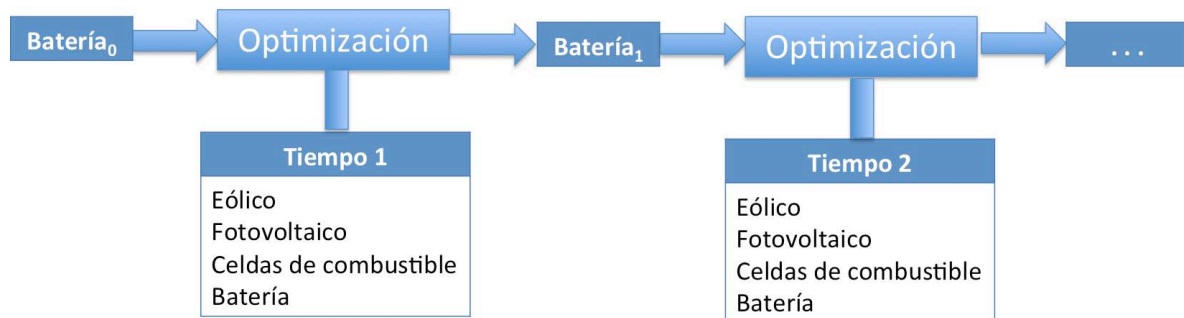 Batería0
Optimización
Batería1
Optimización
...
Tiempo 1
Eólico
Fotovoltaico
Celdas de combustible
Batería
Tiempo 2
Eólico
Fotovoltaico
Celdas de combustible
Batería